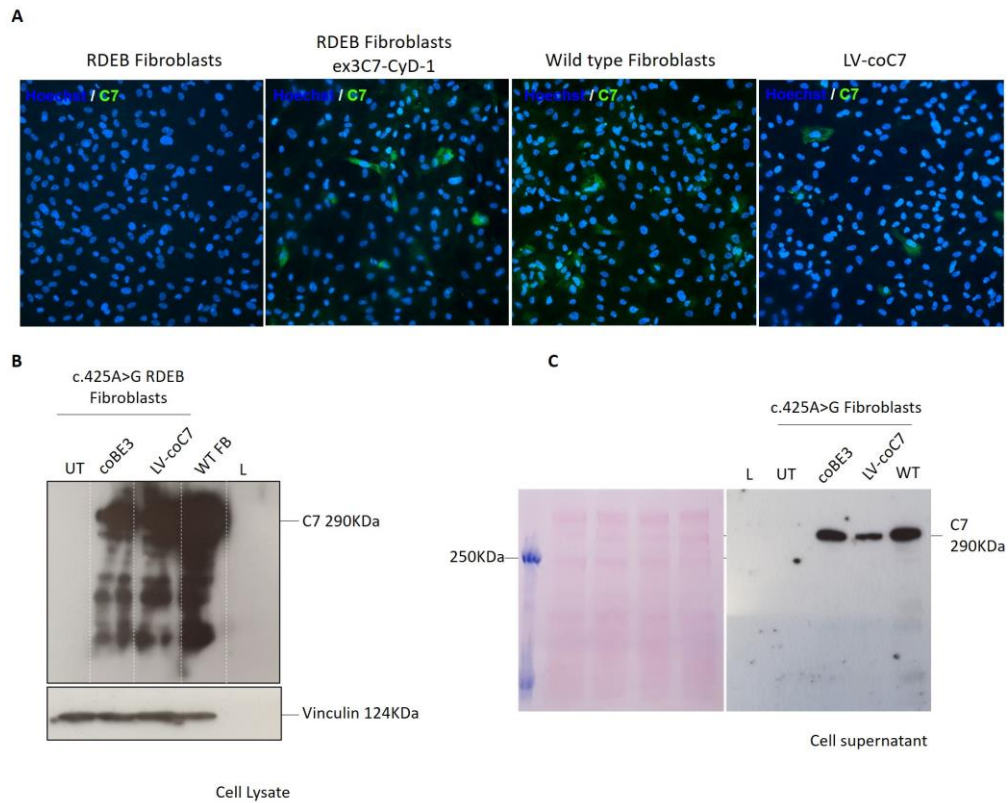 A
RDEB Fibroblasts
RDEB Fibroblasts
ex3C7-CyD-1
Wild type Fibroblasts
LV-coC7
Hoechst / C7
Hoechst / C7
Hoechst / C7
Hoechst / C7
B
c.425A>G RDEB
Fibroblasts
UT coBE3 LV-coC7 WT FB L
C7 290KDa
Vinculin 124KDa
Cell Lysate
C
c.425A>G Fibroblasts
L UT coBE3 LV-coC7 WT
250KDa
C7
290KDa
Cell supernatant